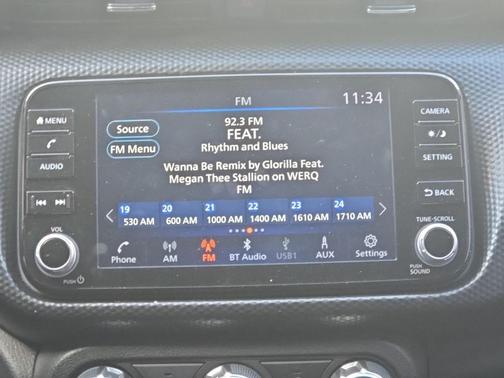 FM
11:34
MENU
CAMERA
Source
92.3 FM
FEAT.
FM Menu
Rhythm and Blues
AUDIO
SETTING
Wanna Be Remix by Glorilla Feat.
Megan Thee Stallion on WERQ
FM
BACK
19 20 21 22 23 24
530 AM 600 AM 1000 AM 1400 AM 1610 AM 1710 AM
VOL
TUNE-SCROLL
Phone AM FM BT Audio USB1 AUX Settings
PUSH
PUSH
SOUND